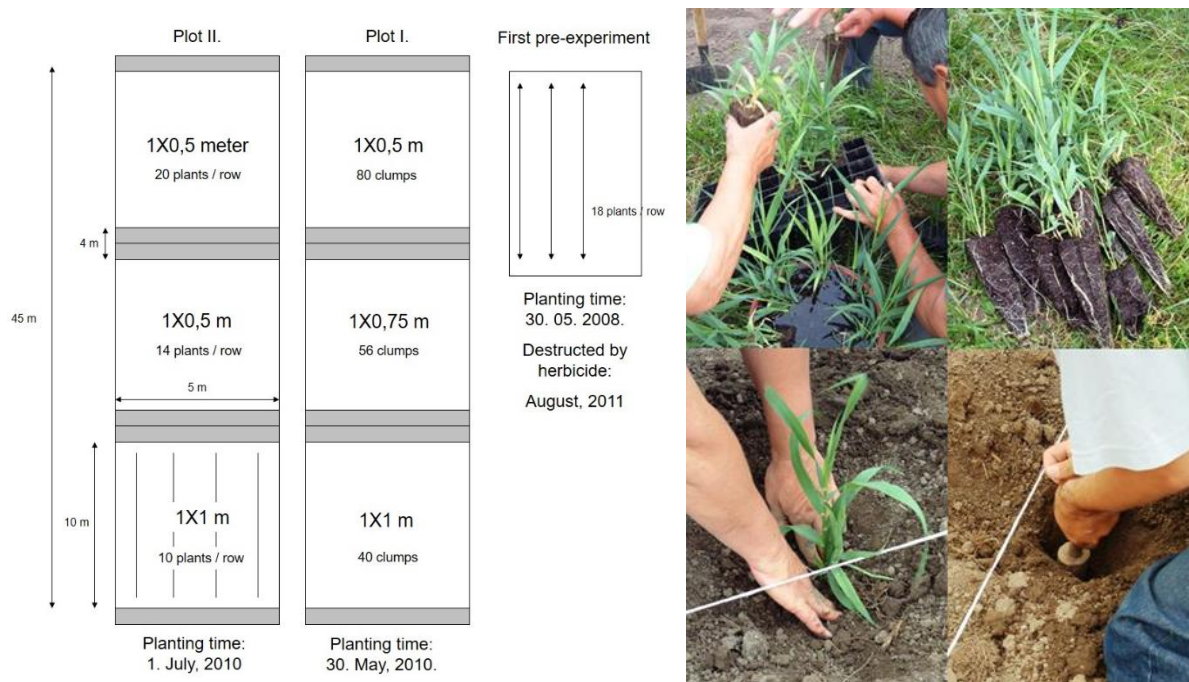 Plot II.
Plot I.
First pre-experiment
1X0,5 meter
20 plants / row
1X0,5 m
80 clumps
18 plants / row
4 m
45 m
1X0,5 m
14 plants / row
5 m
1X0,75 m
56 clumps
Planting time:
30. 05. 2008.
Destructed by
herbicide:
August, 2011
10 m
1X1 m
10 plants / row
1X1 m
40 clumps
Planting time:
1. July, 2010
Planting time:
30. May, 2010.